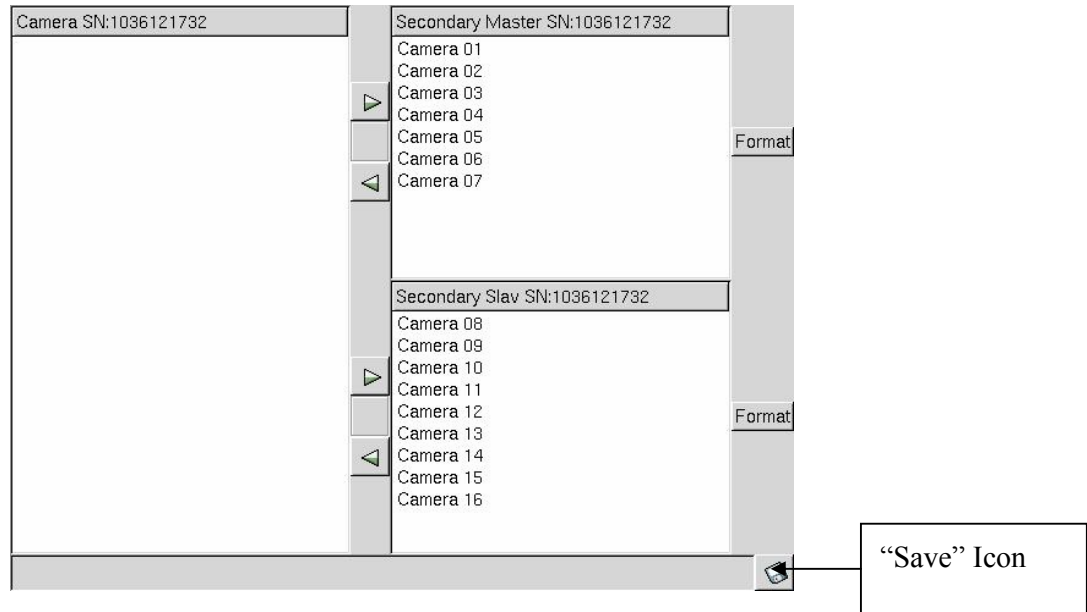 Camera SN:1036121732
Secondary Master SN:1036121732
Camera 01
Camera 02
Camera 03
Camera 04
Camera 05
Camera 06
Camera 07
Format
Secondary Slav SN:1036121732
Camera 08
Camera 09
Camera 10
Camera 11
Camera 12
Camera 13
Camera 14
Camera 15
Camera 16
Format
“Save” Icon